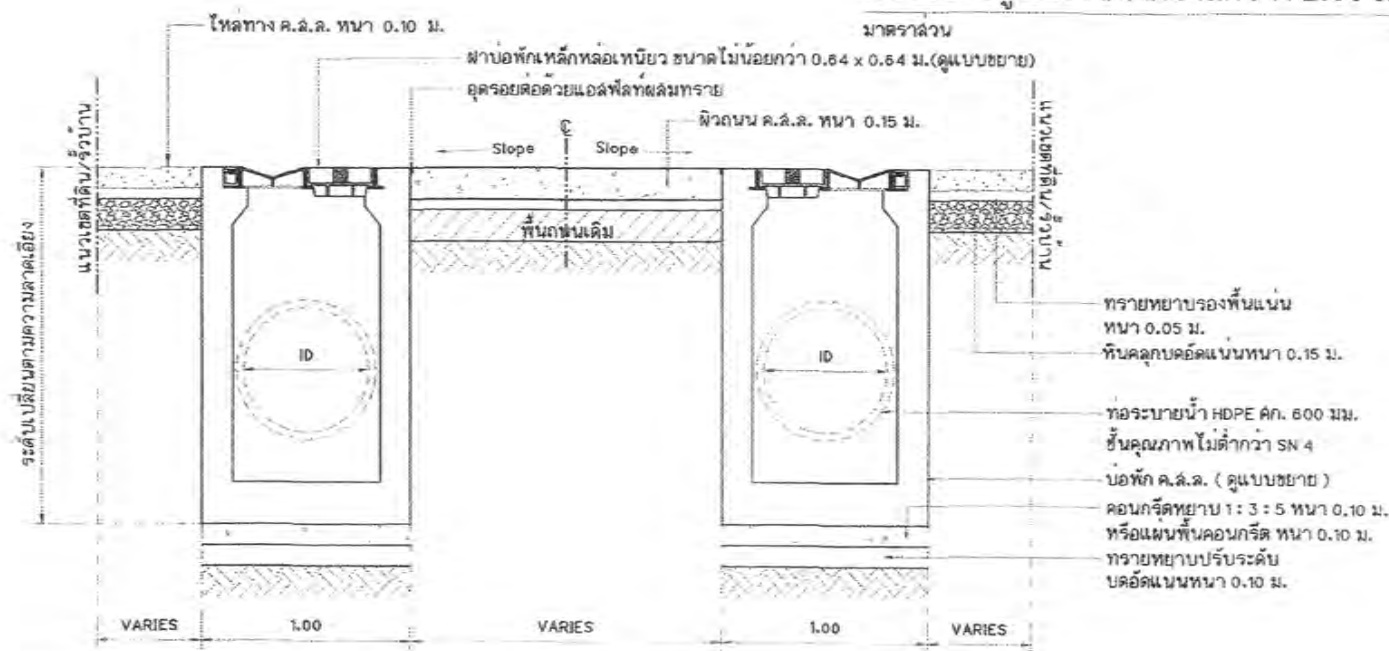 มาตราส่วน
ไหล่ทาง ค.ส.ล. หนา 0.10 ม.
ฝาบ่อพักเหล็กหล่อเหนียว ขนาดไม่น้อยกว่า 0.64 x 0.64 ม.(ดูแบบขยาย)
อุดรอยต่อด้วยแอสฟัลท์ผสมทราย
ผิวถนน ค.ส.ล. หนา 0.15 ม.
แนวเขตที่ดิน/รั้วบ้าน
แนวเขตที่ดิน/รั้วบ้าน
Slope
Slope
พื้นถนนเดิม
ระดับเปลี่ยนตามความลาดเอียง
ID
ID
ทรายหยาบรองพื้นแน่น
หนา 0.05 ม.
หินคลุกบดอัดแน่นหนา 0.15 ม.
ท่อระบายน้ำ HDPE ศก. 600 มม.
ชั้นคุณภาพไม่ต่ำกว่า SN 4
บ่อพัก ค.ส.ล. ( ดูแบบขยาย )
คอนกรีตหยาบ 1 : 3 : 5 หนา 0.10 ม.
หรือแผ่นพื้นคอนกรีต หนา 0.10 ม.
ทรายหยาบปรับระดับ
บดอัดแน่นหนา 0.10 ม.
VARIES
1.00
VARIES
1.00
VARIES